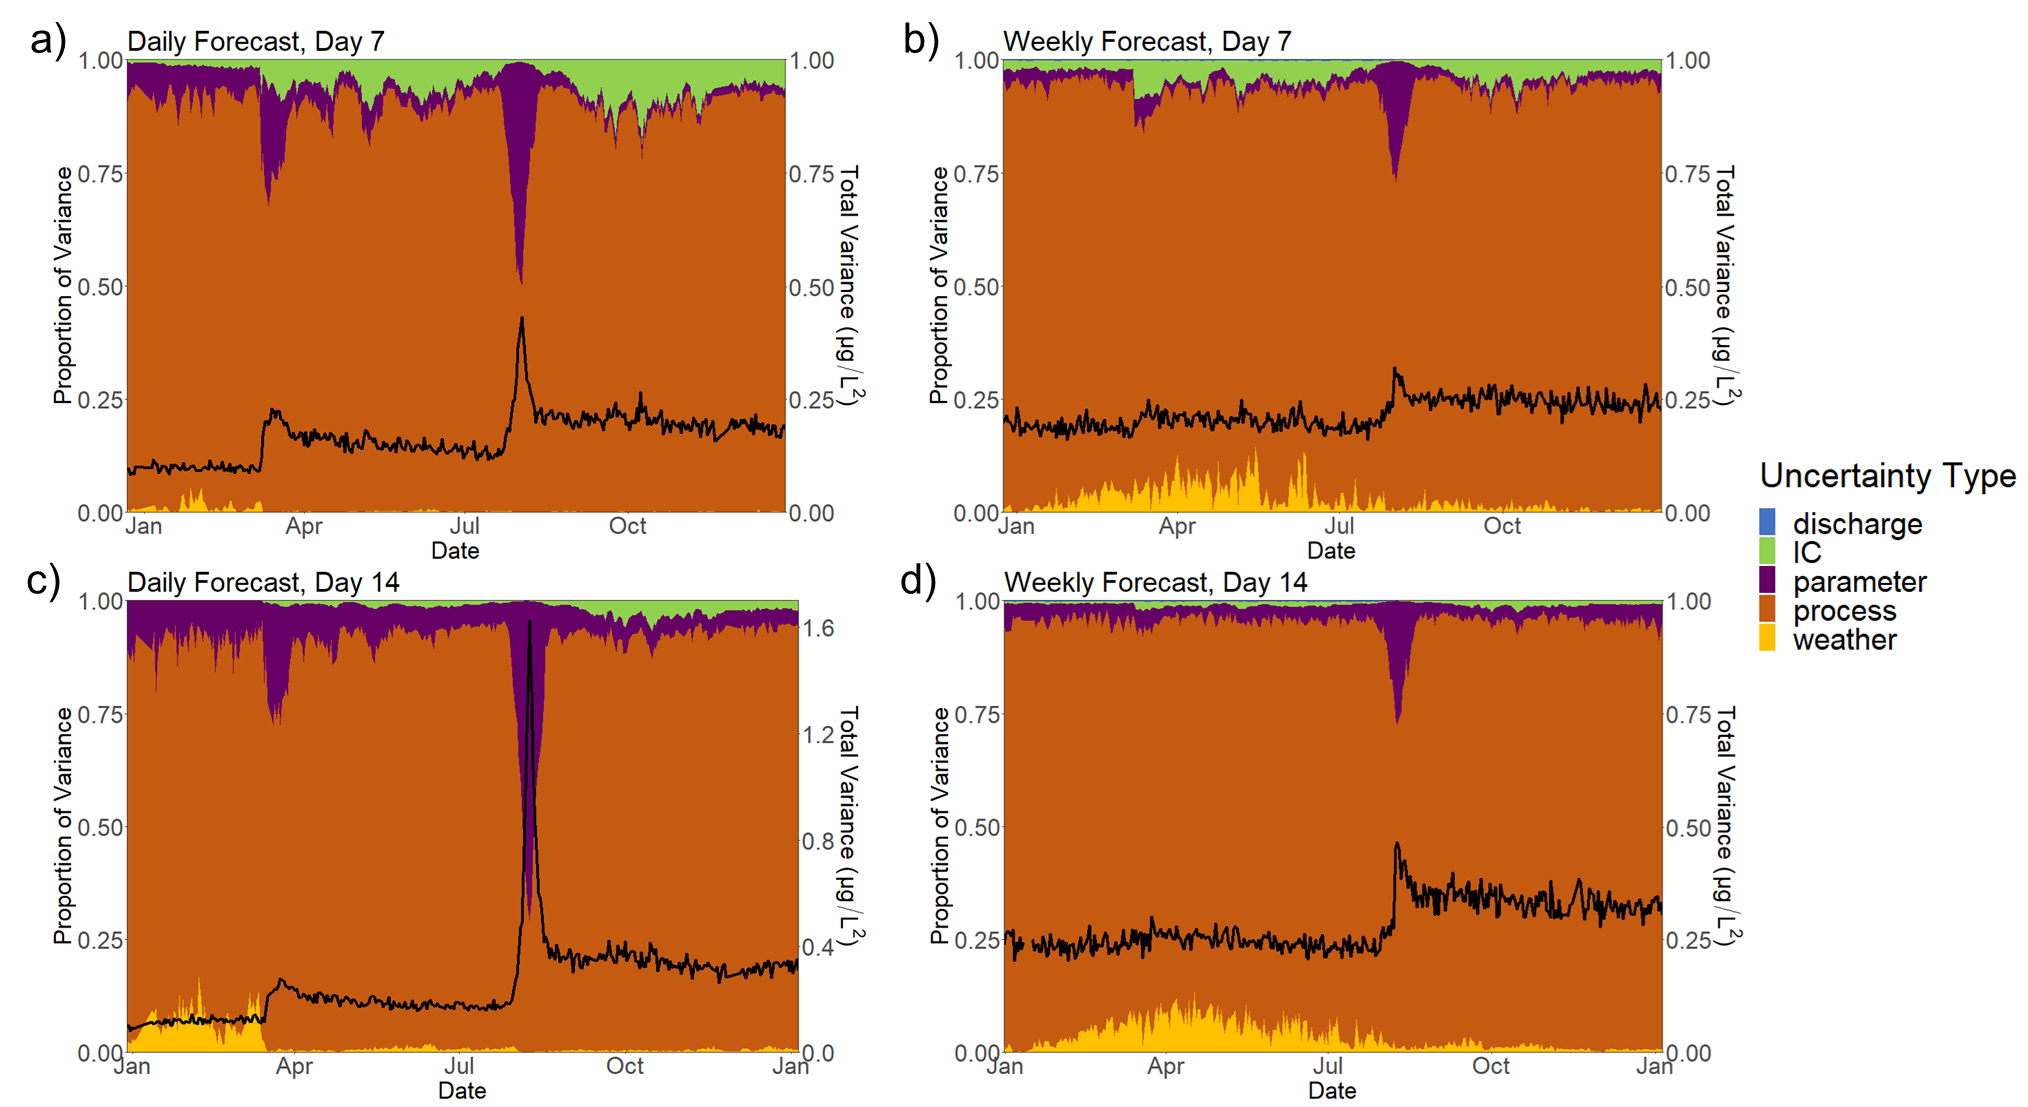 a) Daily Forecast, Day 7
1.00 0.75 0.50 0.25 0.00
Proportion of Variance
1.00 0.75 0.50 0.25 0.00
Total Variance (µg/L²)
Jan Apr Jul Oct
Date
b) Weekly Forecast, Day 7
1.00 0.75 0.50 0.25 0.00
Proportion of Variance
1.00 0.75 0.50 0.25 0.00
Total Variance (µg/L²)
Jan Apr Jul Oct
Date
c) Daily Forecast, Day 14
1.00 0.75 0.50 0.25 0.00
Proportion of Variance
1.6 1.2 0.8 0.4 0.0
Total Variance (µg/L²)
Jan Apr Jul Oct Jan
Date
d) Weekly Forecast, Day 14
1.00 0.75 0.50 0.25 0.00
Proportion of Variance
1.00 0.75 0.50 0.25 0.00
Total Variance (µg/L²)
Jan Apr Jul Oct Jan
Date
Uncertainty Type
discharge
IC
parameter
process
weather